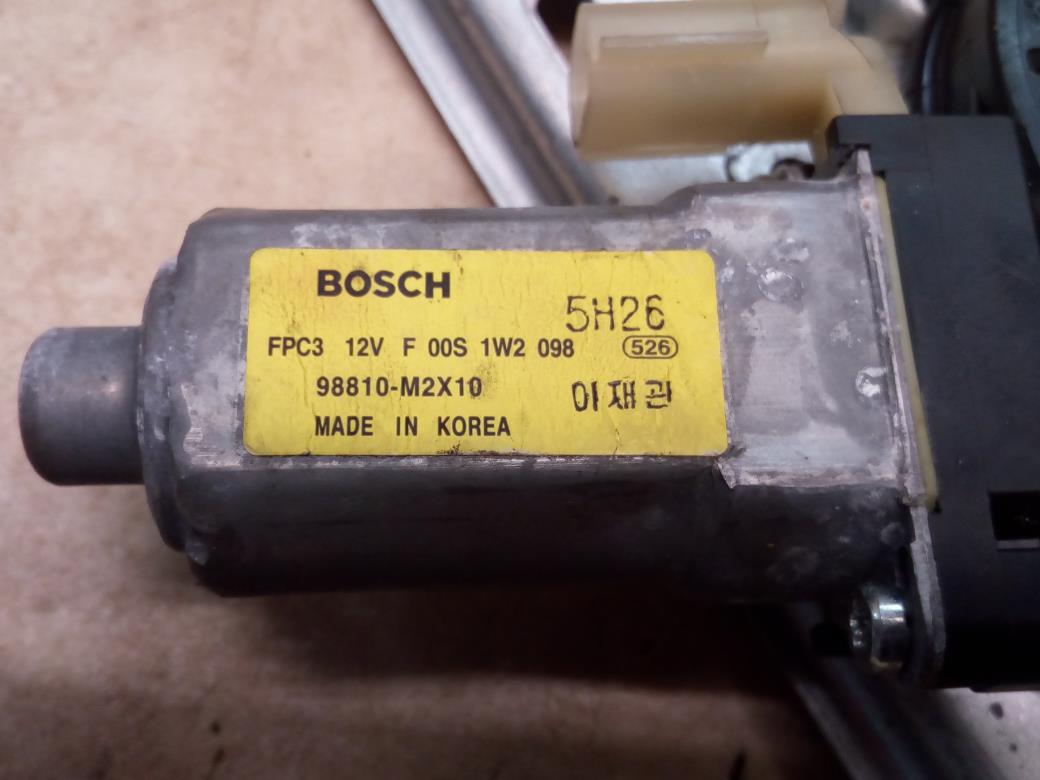 BOSCH
5H26
FPC3 12V F 00S 1W2 098 526
98810-M2X10 이재관
MADE IN KOREA